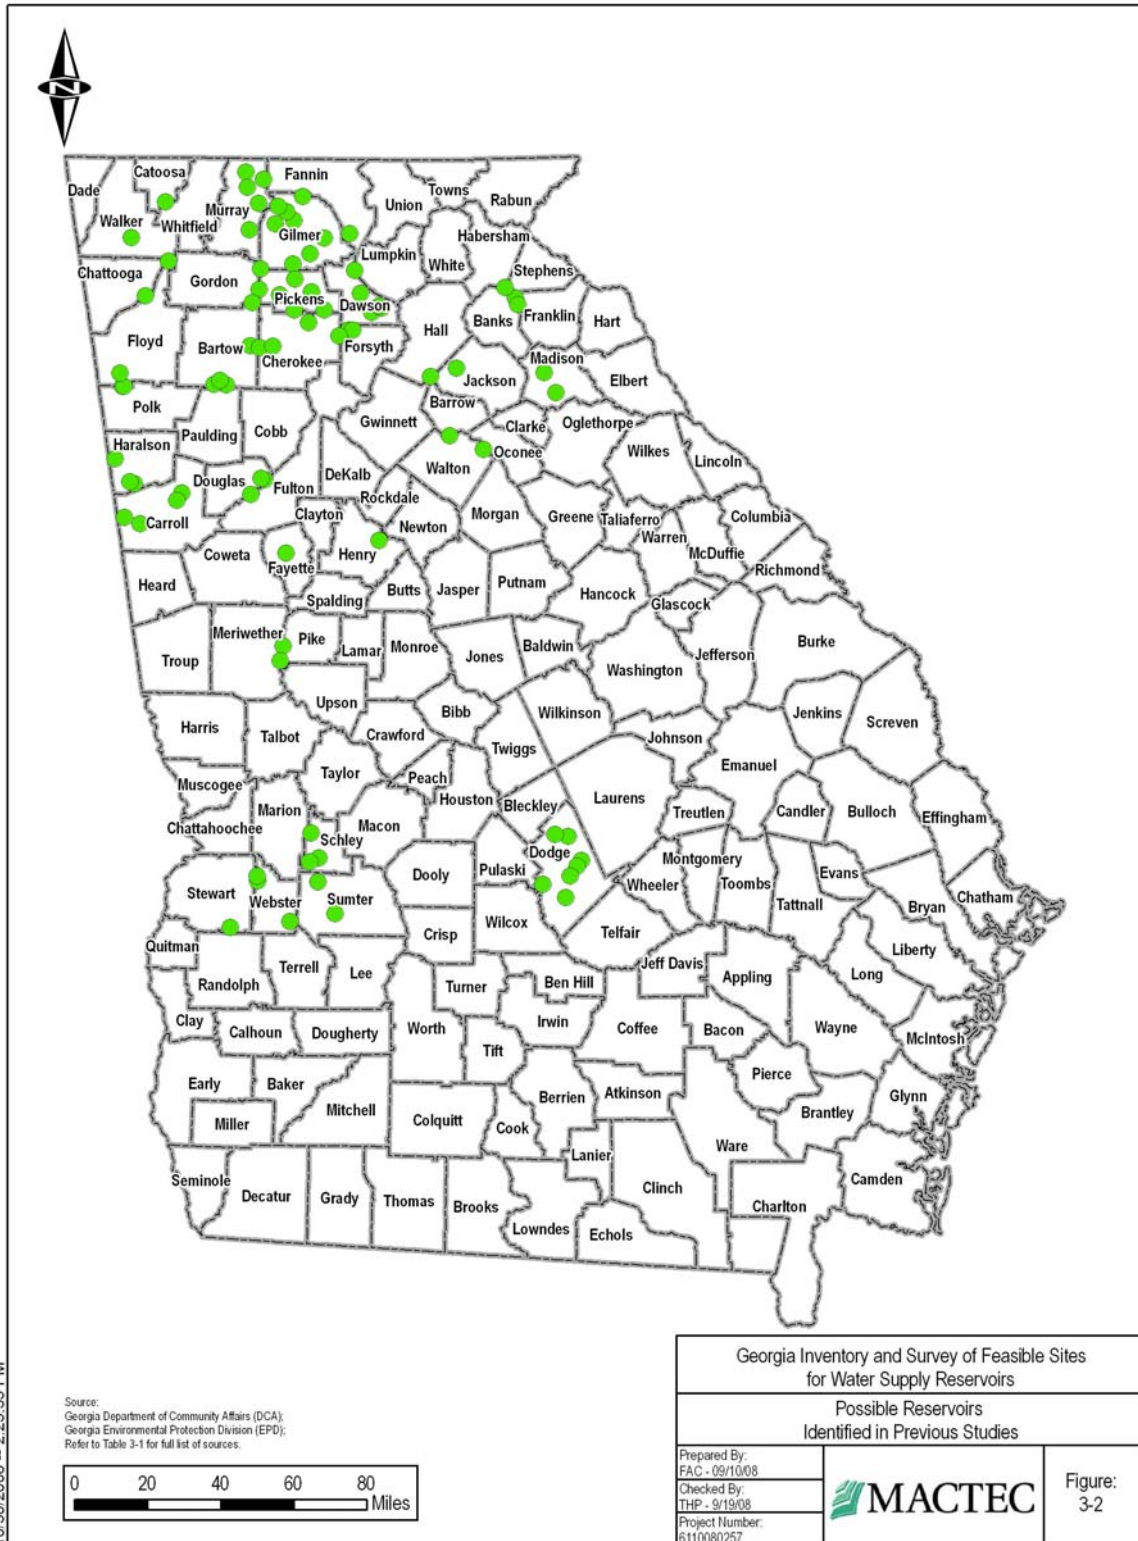 N
Dade
Catoosa
Fannin
Towns
Rabun
Union
Walker
Whitfield
Murray
Gilmer
Habersham
Lumpkin
White
Stephens
Chattooga
Gordon
Pickens
Dawson
Hall
Banks
Franklin
Hart
Floyd
Bartow
Cherokee
Forsyth
Madison
Jackson
Elbert
Polk
Barrow
Gwinnett
Clarke
Oglethorpe
Paulding
Cobb
Haralson
Oconee
Walton
Wilkes
Lincoln
Douglas
Fulton
DeKalb
Rockdale
Clayton
Carroll
Newton
Morgan
Greene
Taliaferro
Columbia
Warren
McDuffie
Coweta
Henry
Fayette
Richmond
Heard
Butts
Jasper
Putnam
Hancock
Spalding
Glascock
Meriwether
Pike
Lamar
Monroe
Jones
Baldwin
Burke
Troup
Washington
Jefferson
Upson
Bibb
Wilkinson
Jenkins
Screven
Harris
Talbot
Crawford
Twiggs
Johnson
Emanuel
Taylor
Peach
Muscogee
Houston
Bleckley
Laurens
Marion
Treutlen
Candler
Bulloch
Effingham
Chattahoochee
Macon
Schley
Dodge
Montgomery
Dooly
Pulaski
Evans
Wheeler
Toombs
Stewart
Webster
Sumter
Tattnall
Bryan
Chatham
Wilcox
Crisp
Telfair
Quitman
Liberty
Terrell
Lee
Jeff Davis
Appling
Long
Randolph
Turner
Ben Hill
Clay
Calhoun
Dougherty
Worth
Irwin
Coffee
Bacon
Wayne
McIntosh
Tift
Pierce
Early
Baker
Berrien
Atkinson
Glynn
Mitchell
Brantley
Miller
Colquitt
Cook
Ware
Lanier
Seminole
Camden
Clinch
Decatur
Grady
Thomas
Brooks
Charlton
Lowndes
Echols
Georgia Inventory and Survey of Feasible Sites
for Water Supply Reservoirs
Possible Reservoirs
Identified in Previous Studies
Source:
Georgia Department of Community Affairs (DCA);
Georgia Environmental Protection Division (EPD);
Refer to Table 3-1 for full list of sources.
0 20 40 60 80
Miles
Prepared By:
FAC - 09/10/08
Checked By:
THP - 9/19/08
Project Number:
6110080257
MACTEC
Figure:
3-2